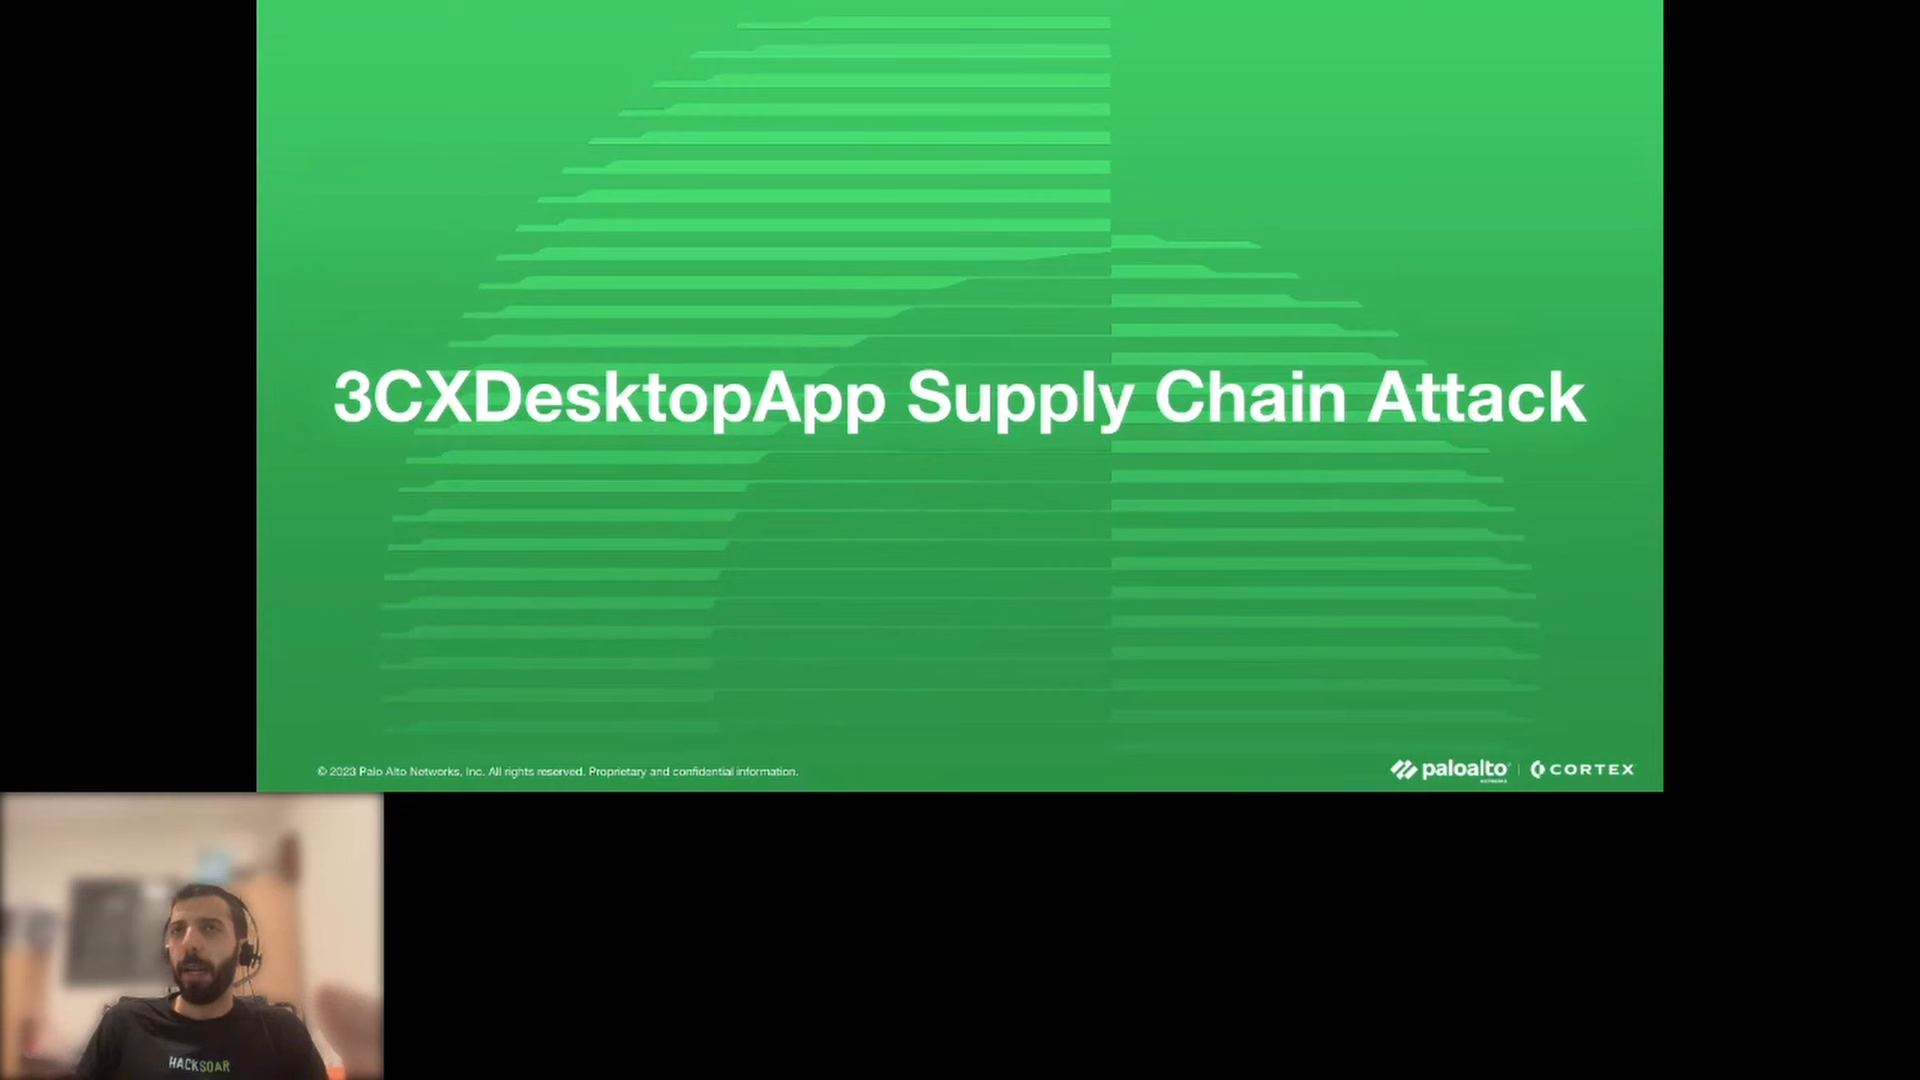 3CXDesktopApp Supply Chain Attack
© 2023 Palo Alto Networks, Inc. All rights reserved. Proprietary and confidential information.
paloalto NETWORKS | CORTEX
HACKSOAR